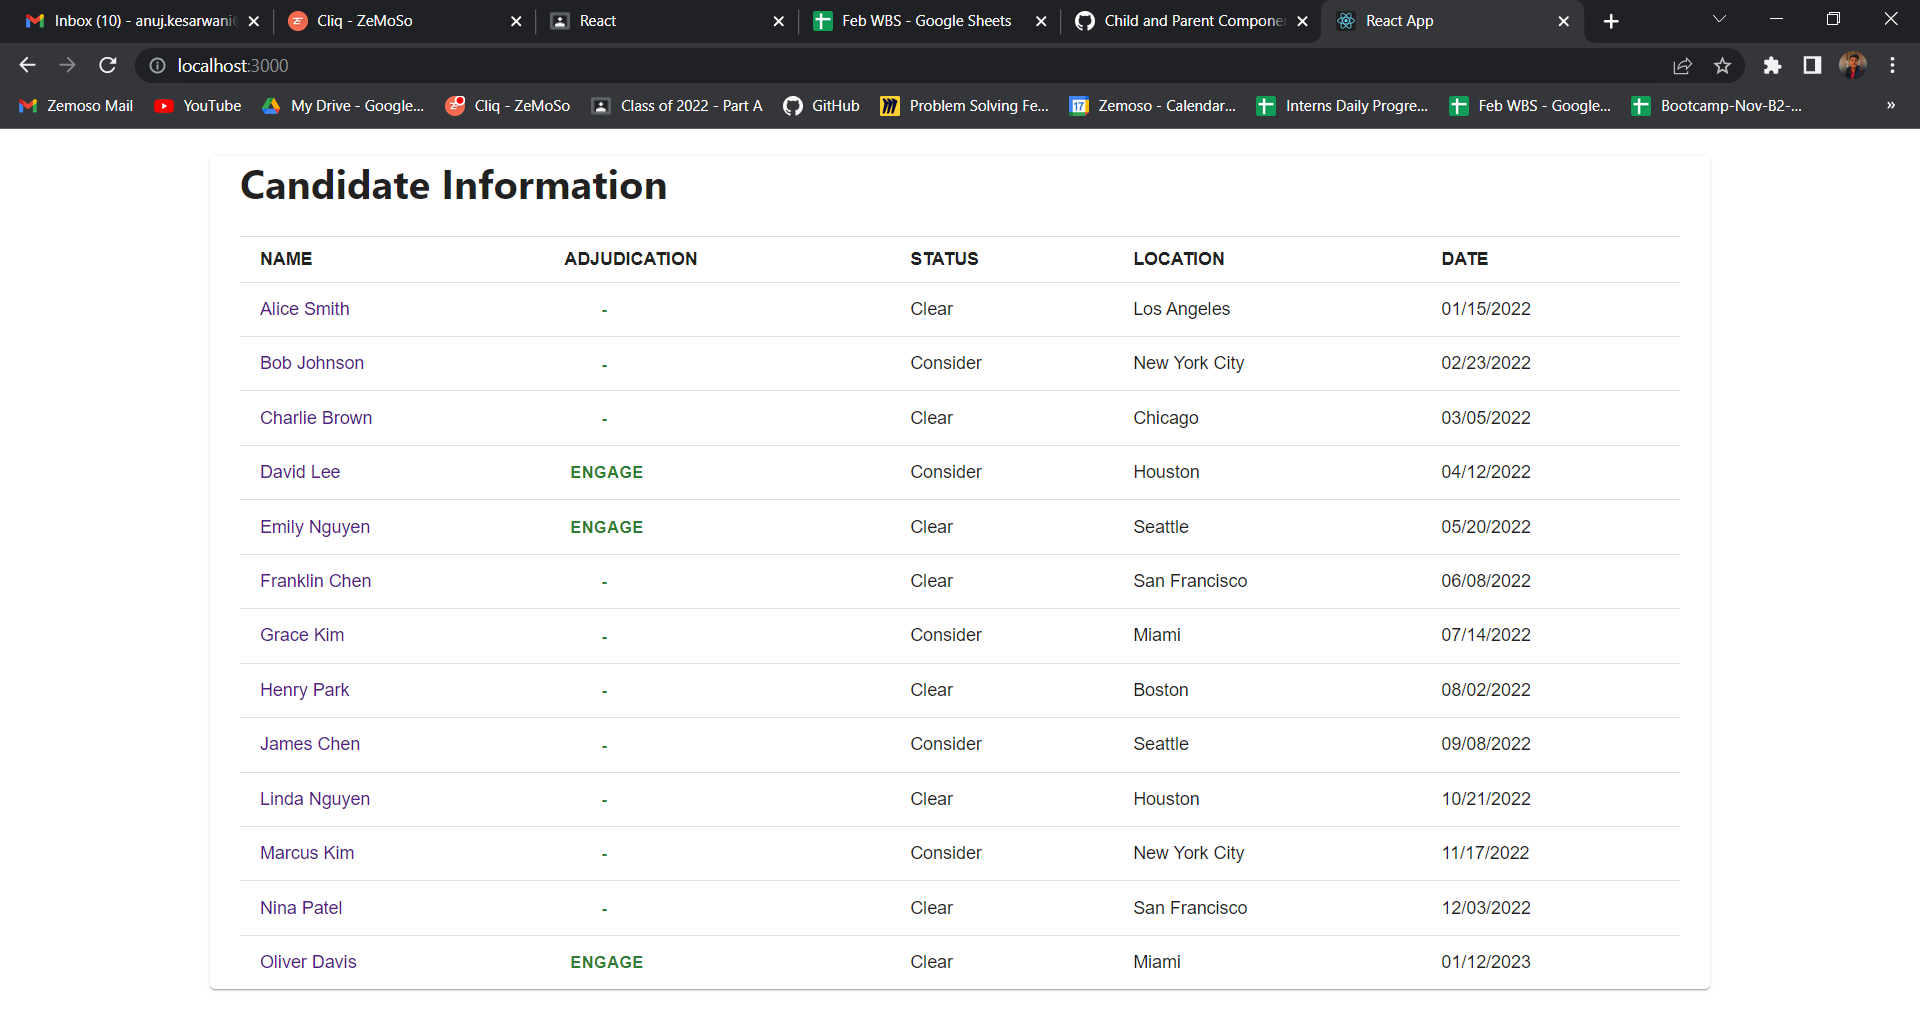 Inbox (10) - anuj.kesarwani Cliq - ZeMoSo React Feb WBS - Google Sheets Child and Parent Compone React App
localhost:3000
Zemoso Mail YouTube My Drive - Google... Cliq - ZeMoSo Class of 2022 - Part A GitHub Problem Solving Fe... Zemoso - Calendar... Interns Daily Progre... Feb WBS - Google... Bootcamp-Nov-B2-... »
Candidate Information
NAME ADJUDICATION STATUS LOCATION DATE
Alice Smith - Clear Los Angeles 01/15/2022
Bob Johnson - Consider New York City 02/23/2022
Charlie Brown - Clear Chicago 03/05/2022
David Lee ENGAGE Consider Houston 04/12/2022
Emily Nguyen ENGAGE Clear Seattle 05/20/2022
Franklin Chen - Clear San Francisco 06/08/2022
Grace Kim - Consider Miami 07/14/2022
Henry Park - Clear Boston 08/02/2022
James Chen - Consider Seattle 09/08/2022
Linda Nguyen - Clear Houston 10/21/2022
Marcus Kim - Consider New York City 11/17/2022
Nina Patel - Clear San Francisco 12/03/2022
Oliver Davis ENGAGE Clear Miami 01/12/2023